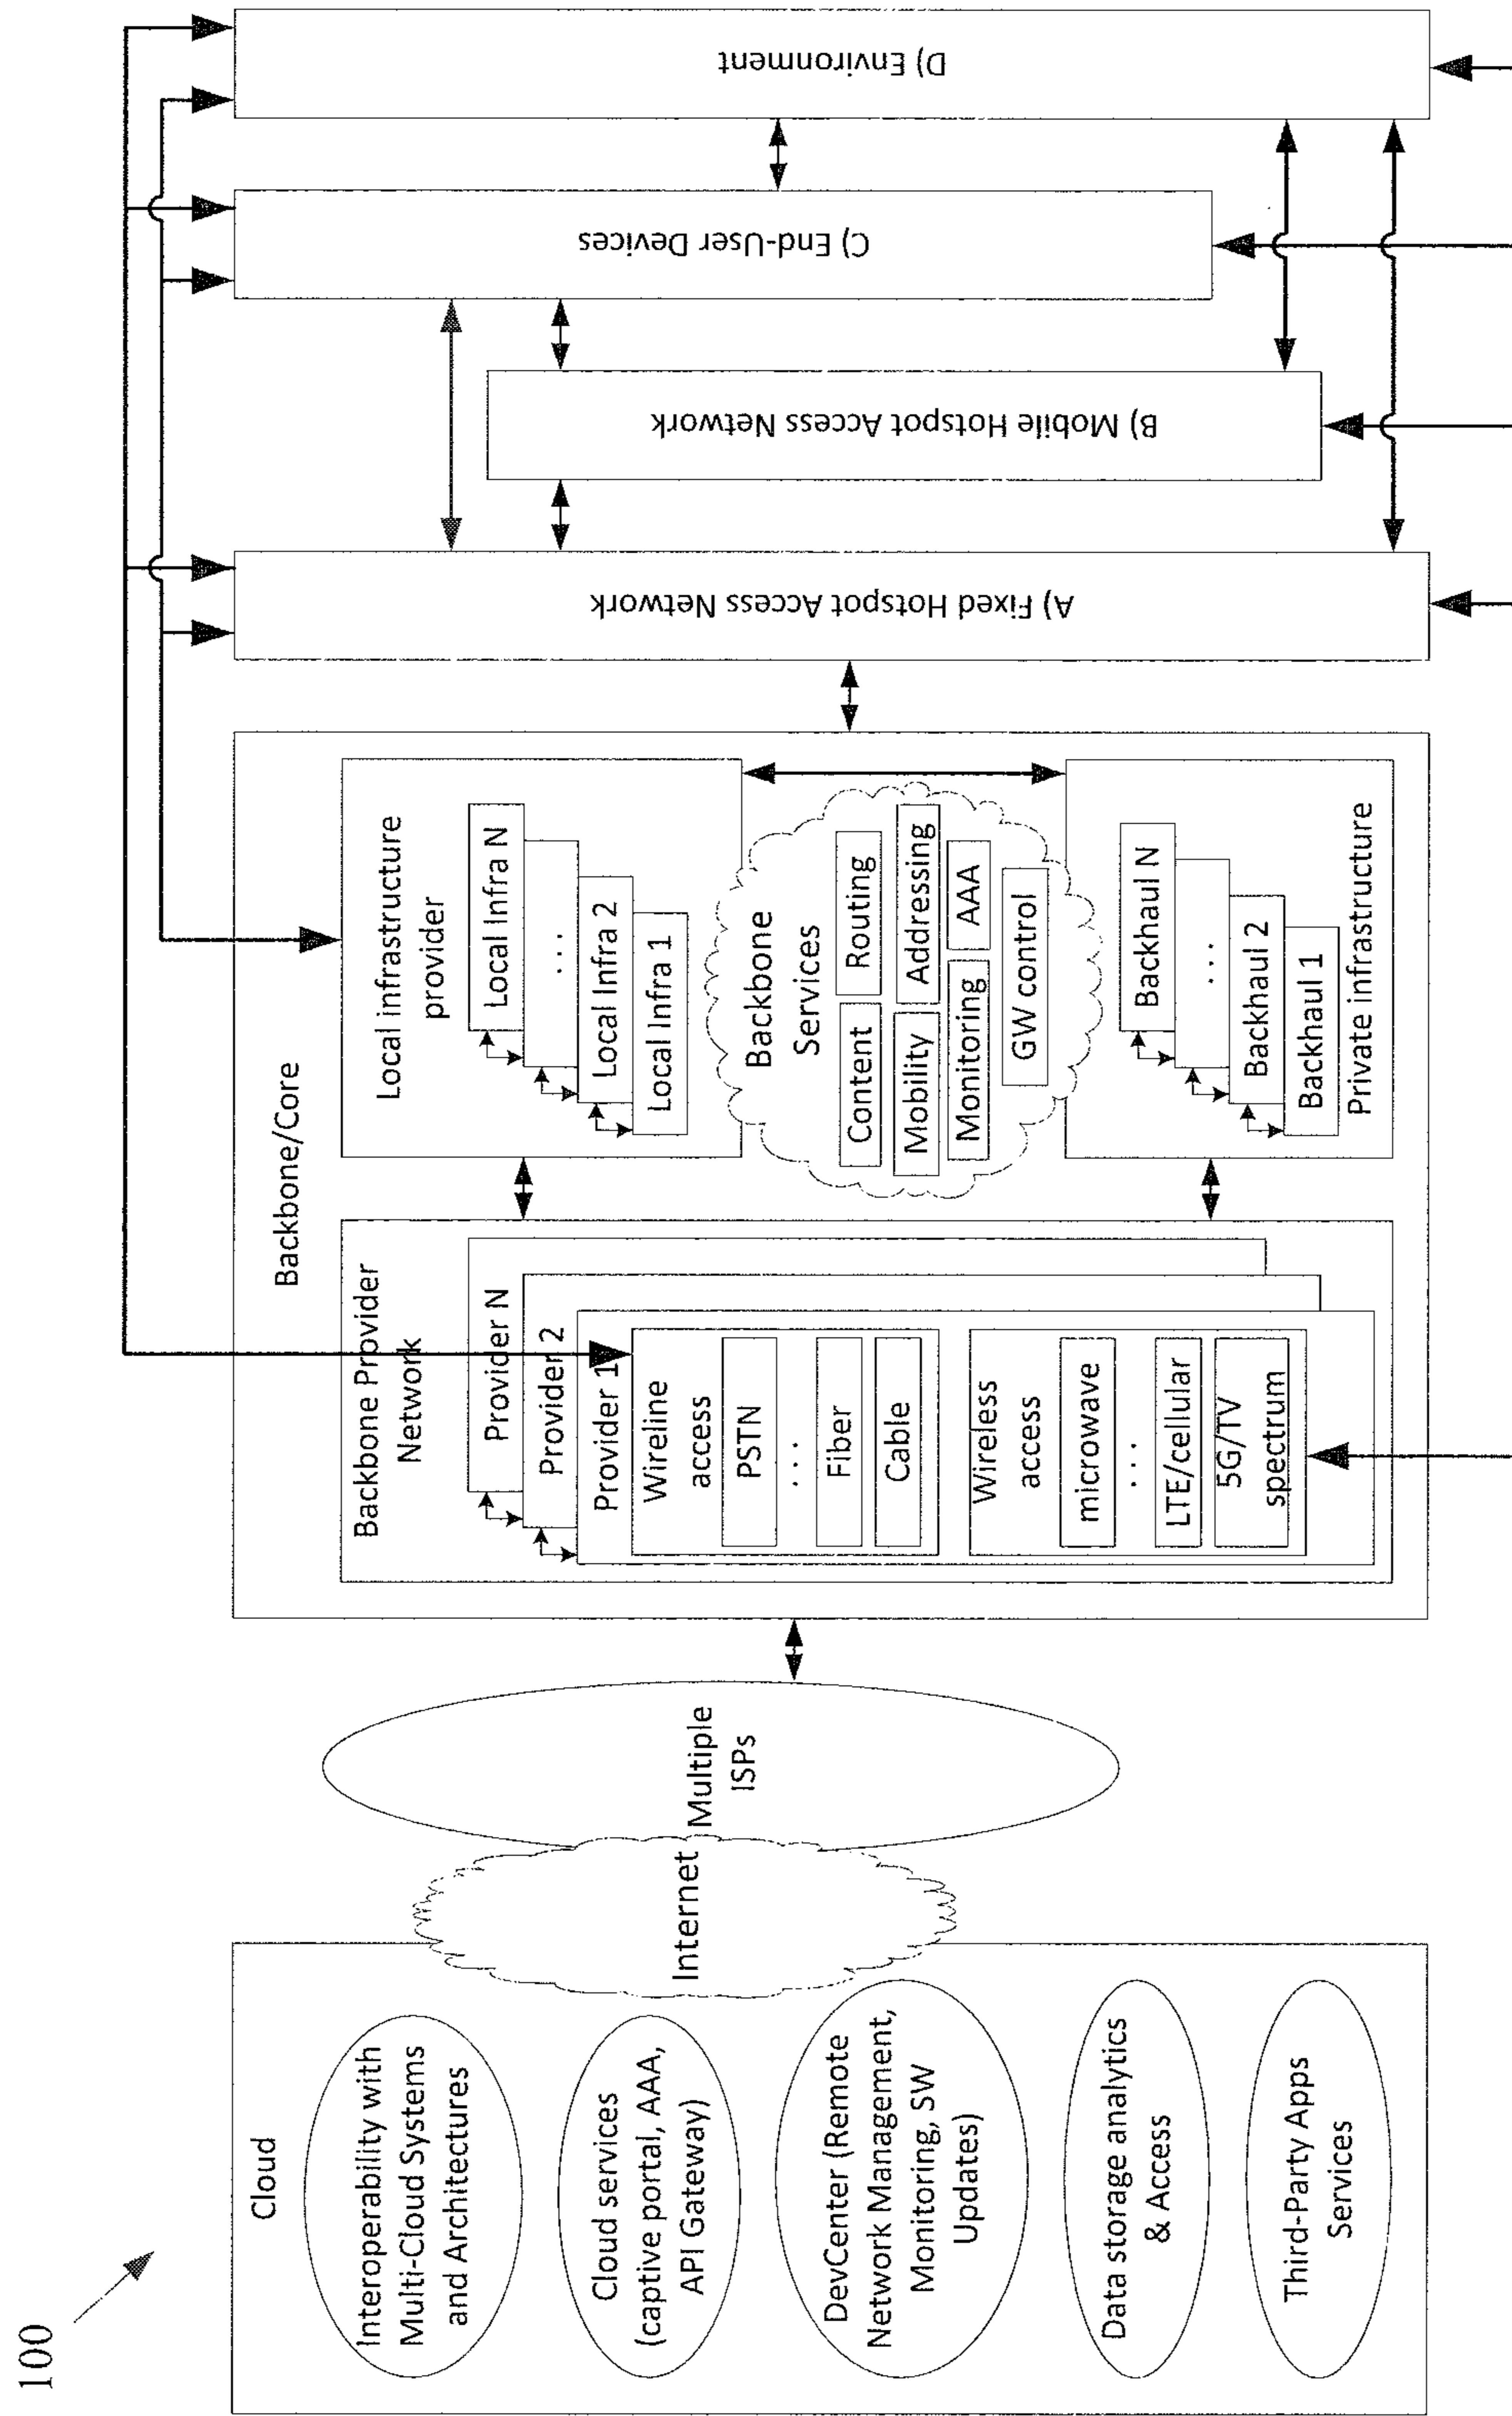 100
Cloud
Interoperability with
Multi-Cloud Systems
and Architectures
Cloud services
(captive portal, AAA,
API Gateway)
DevCenter (Remote
Network Management,
Monitoring, SW
Updates)
Data storage analytics
& Access
Third-Party Apps
Services
Internet
Multiple
ISPs
Backbone/Core
Backbone Provider
Network
Provider N
Provider 2
Provider 1
Wireline
access
PSTN
...
Fiber
Cable
Wireless
access
microwave
...
LTE/cellular
5G/TV
spectrum
Local infrastructure
provider
Local Infra N
...
Local Infra 2
Local Infra 1
Backbone
Services
Content
Routing
Mobility
Addressing
Monitoring
AAA
GW control
Backhaul N
...
Backhaul 2
Backhaul 1
Private infrastructure
A) Fixed Hotspot Access Network
B) Mobile Hotspot Access Network
C) End-User Devices
D) Environment